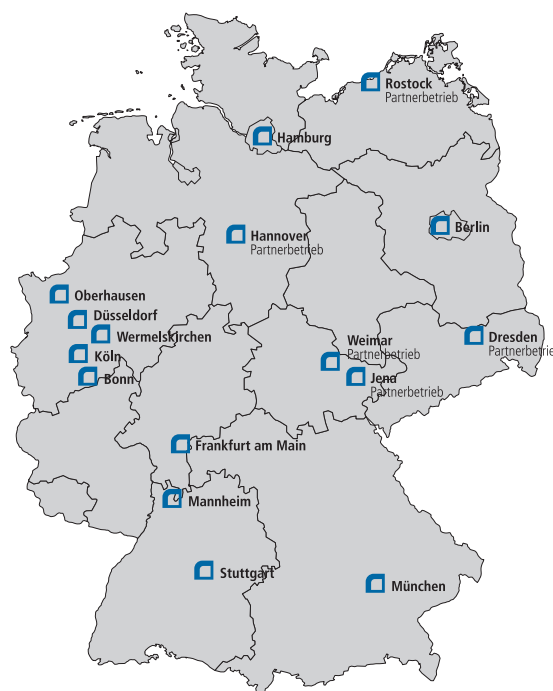 Rostock
Partnerbetrieb
Hamburg
Berlin
Hannover
Partnerbetrieb
Oberhausen
Düsseldorf
Wermelskirchen
Köln
Bonn
Weimar
Partnerbetrieb
Jena
Partnerbetrieb
Dresden
Partnerbetrie
Frankfurt am Main
Mannheim
Stuttgart
München